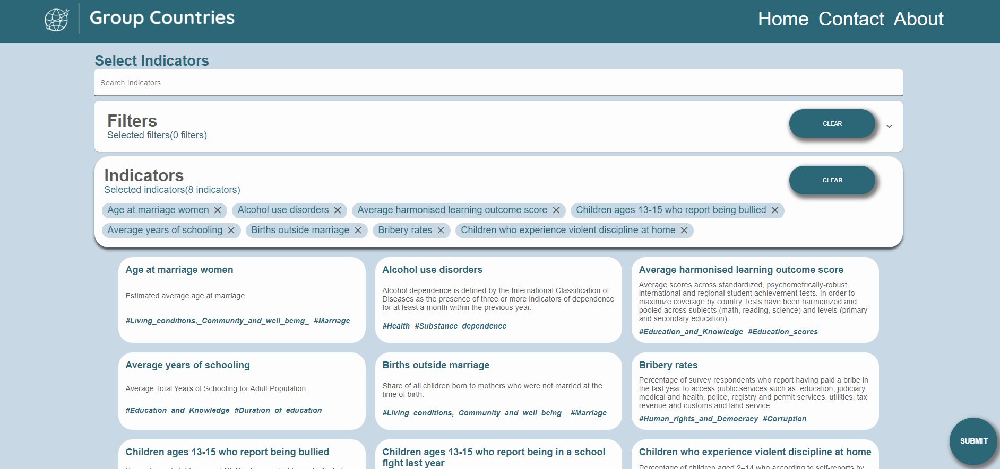 Group Countries
Home Contact About
Select Indicators
Search Indicators
Filters
Selected filters(0 filters)
CLEAR
Indicators
Selected indicators(8 indicators)
CLEAR
Age at marriage women
Alcohol use disorders
Average harmonised learning outcome score
Children ages 13-15 who report being bullied
Average years of schooling
Births outside marriage
Bribery rates
Children who experience violent discipline at home
Age at marriage women
Estimated average age at marriage.
#Living_conditions,_Community_and_well_being_ #Marriage
Alcohol use disorders
Alcohol dependence is defined by the International Classification of
Diseases as the presence of three or more indicators of dependence
for at least a month within the previous year.
#Health #Substance_dependence
Average harmonised learning outcome score
Average scores across standardized, psychometrically-robust
international and regional student achievement tests. In order to
maximize coverage by country, tests have been harmonized and
pooled across subjects (math, reading, science) and levels (primary
and secondary education).
#Education_and_Knowledge #Education_scores
Average years of schooling
Average Total Years of Schooling for Adult Population.
#Education_and_Knowledge #Duration_of_education
Births outside marriage
Share of all children born to mothers who were not married at the
time of birth.
#Living_conditions,_Community_and_well_being_ #Marriage
Bribery rates
Percentage of survey respondents who report having paid a bribe in
the last year to access public services such as: education, judiciary,
medical and health, police, registry and permit services, utilities, tax
revenue and customs and land service.
#Human_rights_and_Democracy #Corruption
Children ages 13-15 who report being bullied
Children ages 13-15 who report being in a school
fight last year
Children who experience violent discipline at home
Percentage of children aged 2–14 who according to self-reports by
SUBMIT